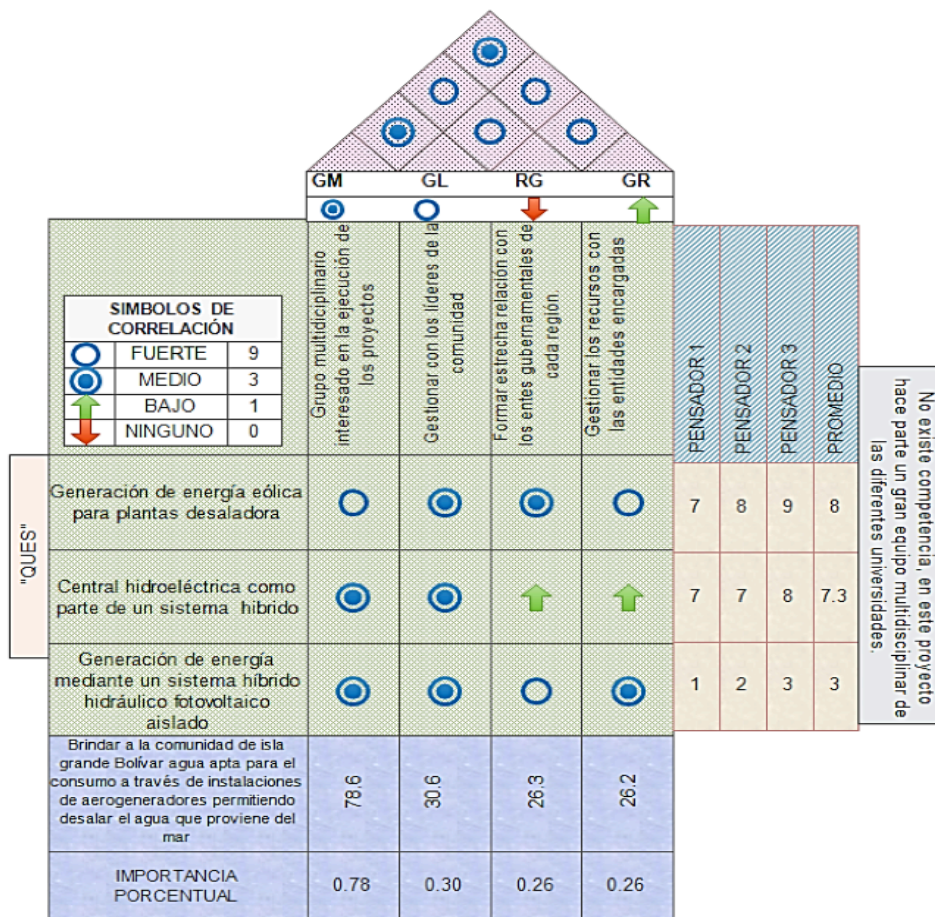 GM GL RG GR
SIMBOLOS DE
CORRELACIÓN
FUERTE 9
MEDIO 3
BAJO 1
NINGUNO 0
Grupo multidiciplinario
interesado en la ejecución de
los proyectos
Gestionar con los líderes de la
comunidad
Formar estrecha relación con
los entes gubernamentales de
cada región.
Gestionar los recursos con
las entidades encargadas
PENSADOR 1
PENSADOR 2
PENSADOR 3
PROMEDIO
No existe competencia, en este proyecto
hace parte un gran equipo multidisciplinar de
las diferentes universidades.
"QUES"
Generación de energía eólica
para plantas desaladora
7 8 9 8
Central hidroeléctrica como
parte de un sistema híbrido
7 7 8 7.3
Generación de energía
mediante un sistema híbrido
hidráulico fotovoltaico
aislado
1 2 3 3
Brindar a la comunidad de isla
grande Bolívar agua apta para el
consumo a través de instalaciones
de aerogeneradores permitiendo
desalar el agua que proviene del
mar
78.6 30.6 26.3 26.2
IMPORTANCIA
PORCENTUAL
0.78 0.30 0.26 0.26